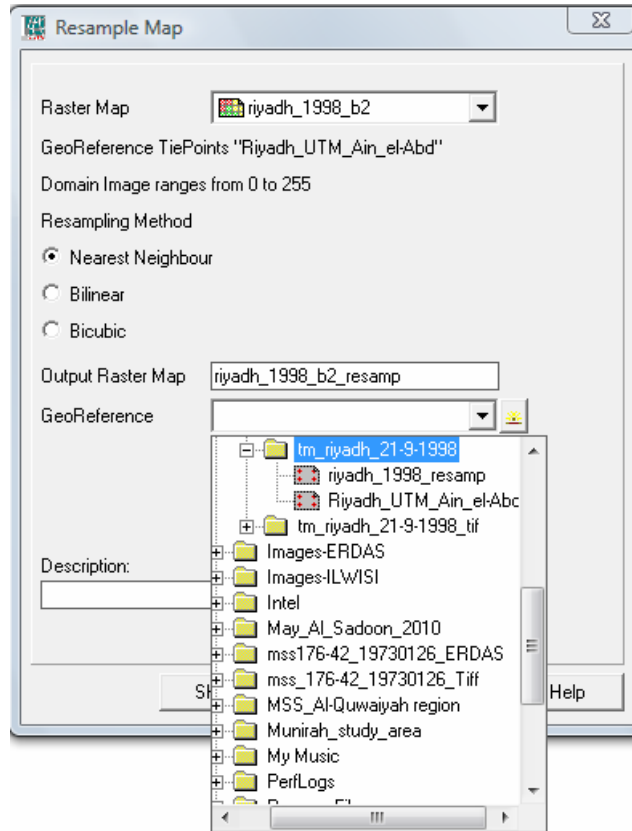 Resample Map
Raster Map riyadh_1998_b2
GeoReference TiePoints "Riyadh_UTM_Ain_el-Abd"
Domain Image ranges from 0 to 255
Resampling Method
Nearest Neighbour
Bilinear
Bicubic
Output Raster Map riyadh_1998_b2_resamp
GeoReference
tm_riyadh_21-9-1998
riyadh_1998_resamp
Riyadh_UTM_Ain_el-Abd
tm_riyadh_21-9-1998_tif
Images-ERDAS
Images-ILWISI
Intel
May_Al_Sadoon_2010
mss176-42_19730126_ERDAS
mss_176-42_19730126_Tiff
MSS_Al-Quwaiyah region
Munirah_study_area
My Music
PerfLogs
Description:
Help